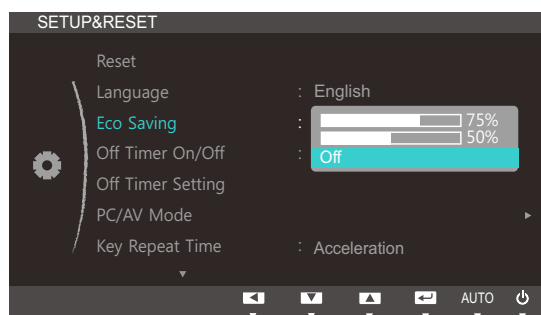 SETUP&RESET
Reset
Language : English
Eco Saving : 75%
50%
Off Timer On/Off : Off
Off Timer Setting
PC/AV Mode
Key Repeat Time : Acceleration
AUTO